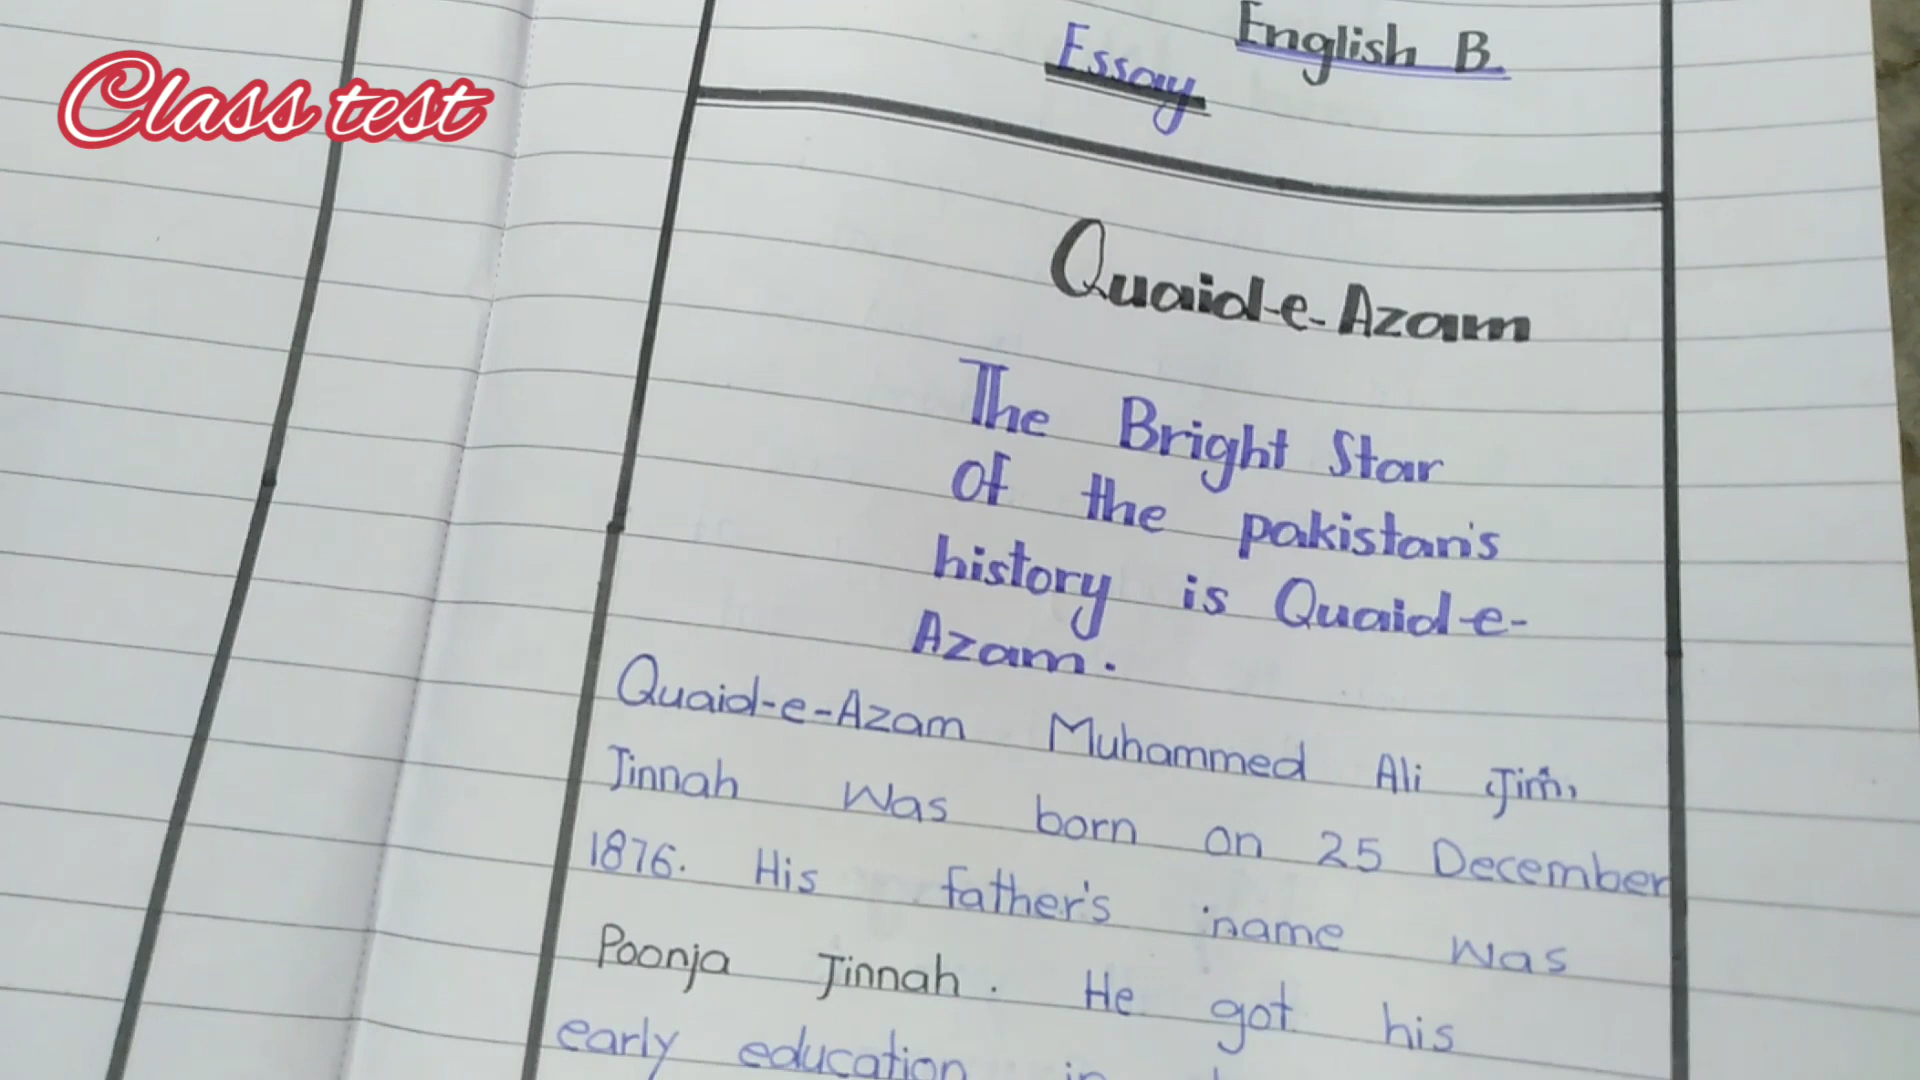 Class test
English B.
Essay
Quaid-e-Azam
The Bright Star
of the pakistan's
history is Quaid-e-
Azam.
Quaid-e-Azam Muhammed Ali
Jinnah was born on 25 December
1876. His father's name was
Poonja Jinnah. He got his
early education in